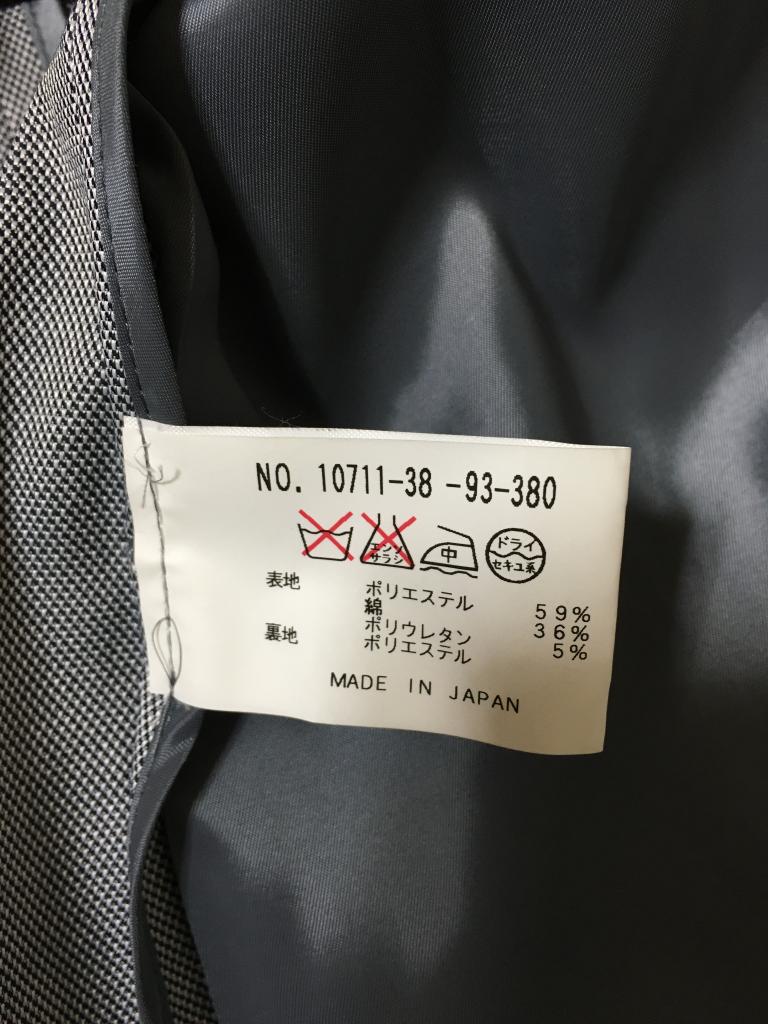 NO. 10711-38 -93-380
エンソ
サラシ
中
ドライ
セキユ系
表地 ポリエステル 59%
綿 36%
ポリウレタン 5%
裏地 ポリエステル
MADE IN JAPAN